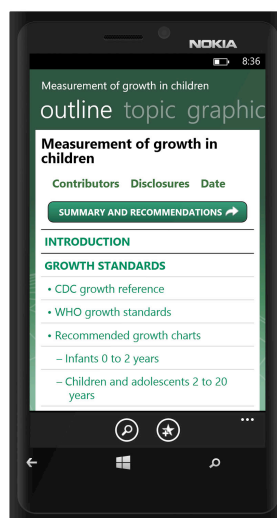 NOKIA
8:36
Measurement of growth in children
outline topic graphic
Measurement of growth in
children
Contributors Disclosures Date
SUMMARY AND RECOMMENDATIONS
INTRODUCTION
GROWTH STANDARDS
• CDC growth reference
• WHO growth standards
• Recommended growth charts
– Infants 0 to 2 years
– Children and adolescents 2 to 20
years